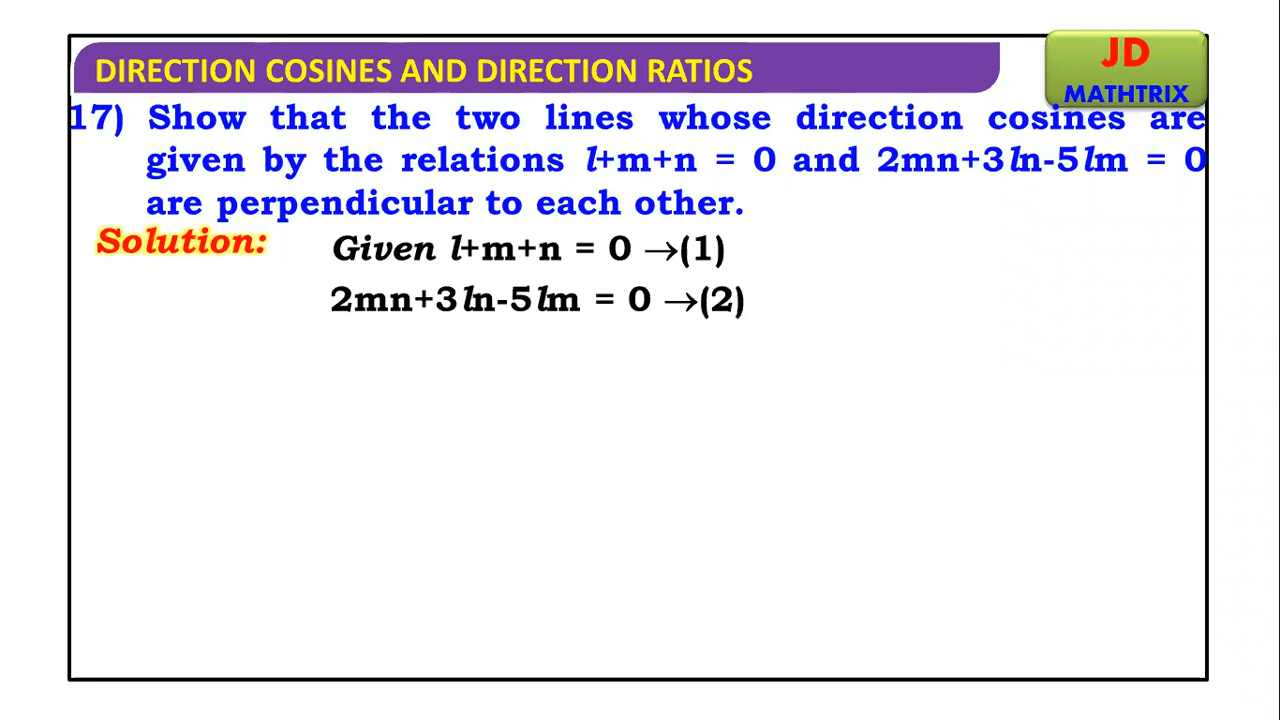 DIRECTION COSINES AND DIRECTION RATIOS
JD
MATHTRIX
17) Show that the two lines whose direction cosines are
given by the relations l+m+n = 0 and 2mn+3ln-5lm = 0
are perpendicular to each other.
Solution:
Given l+m+n = 0 →(1)
2mn+3ln-5lm = 0 →(2)